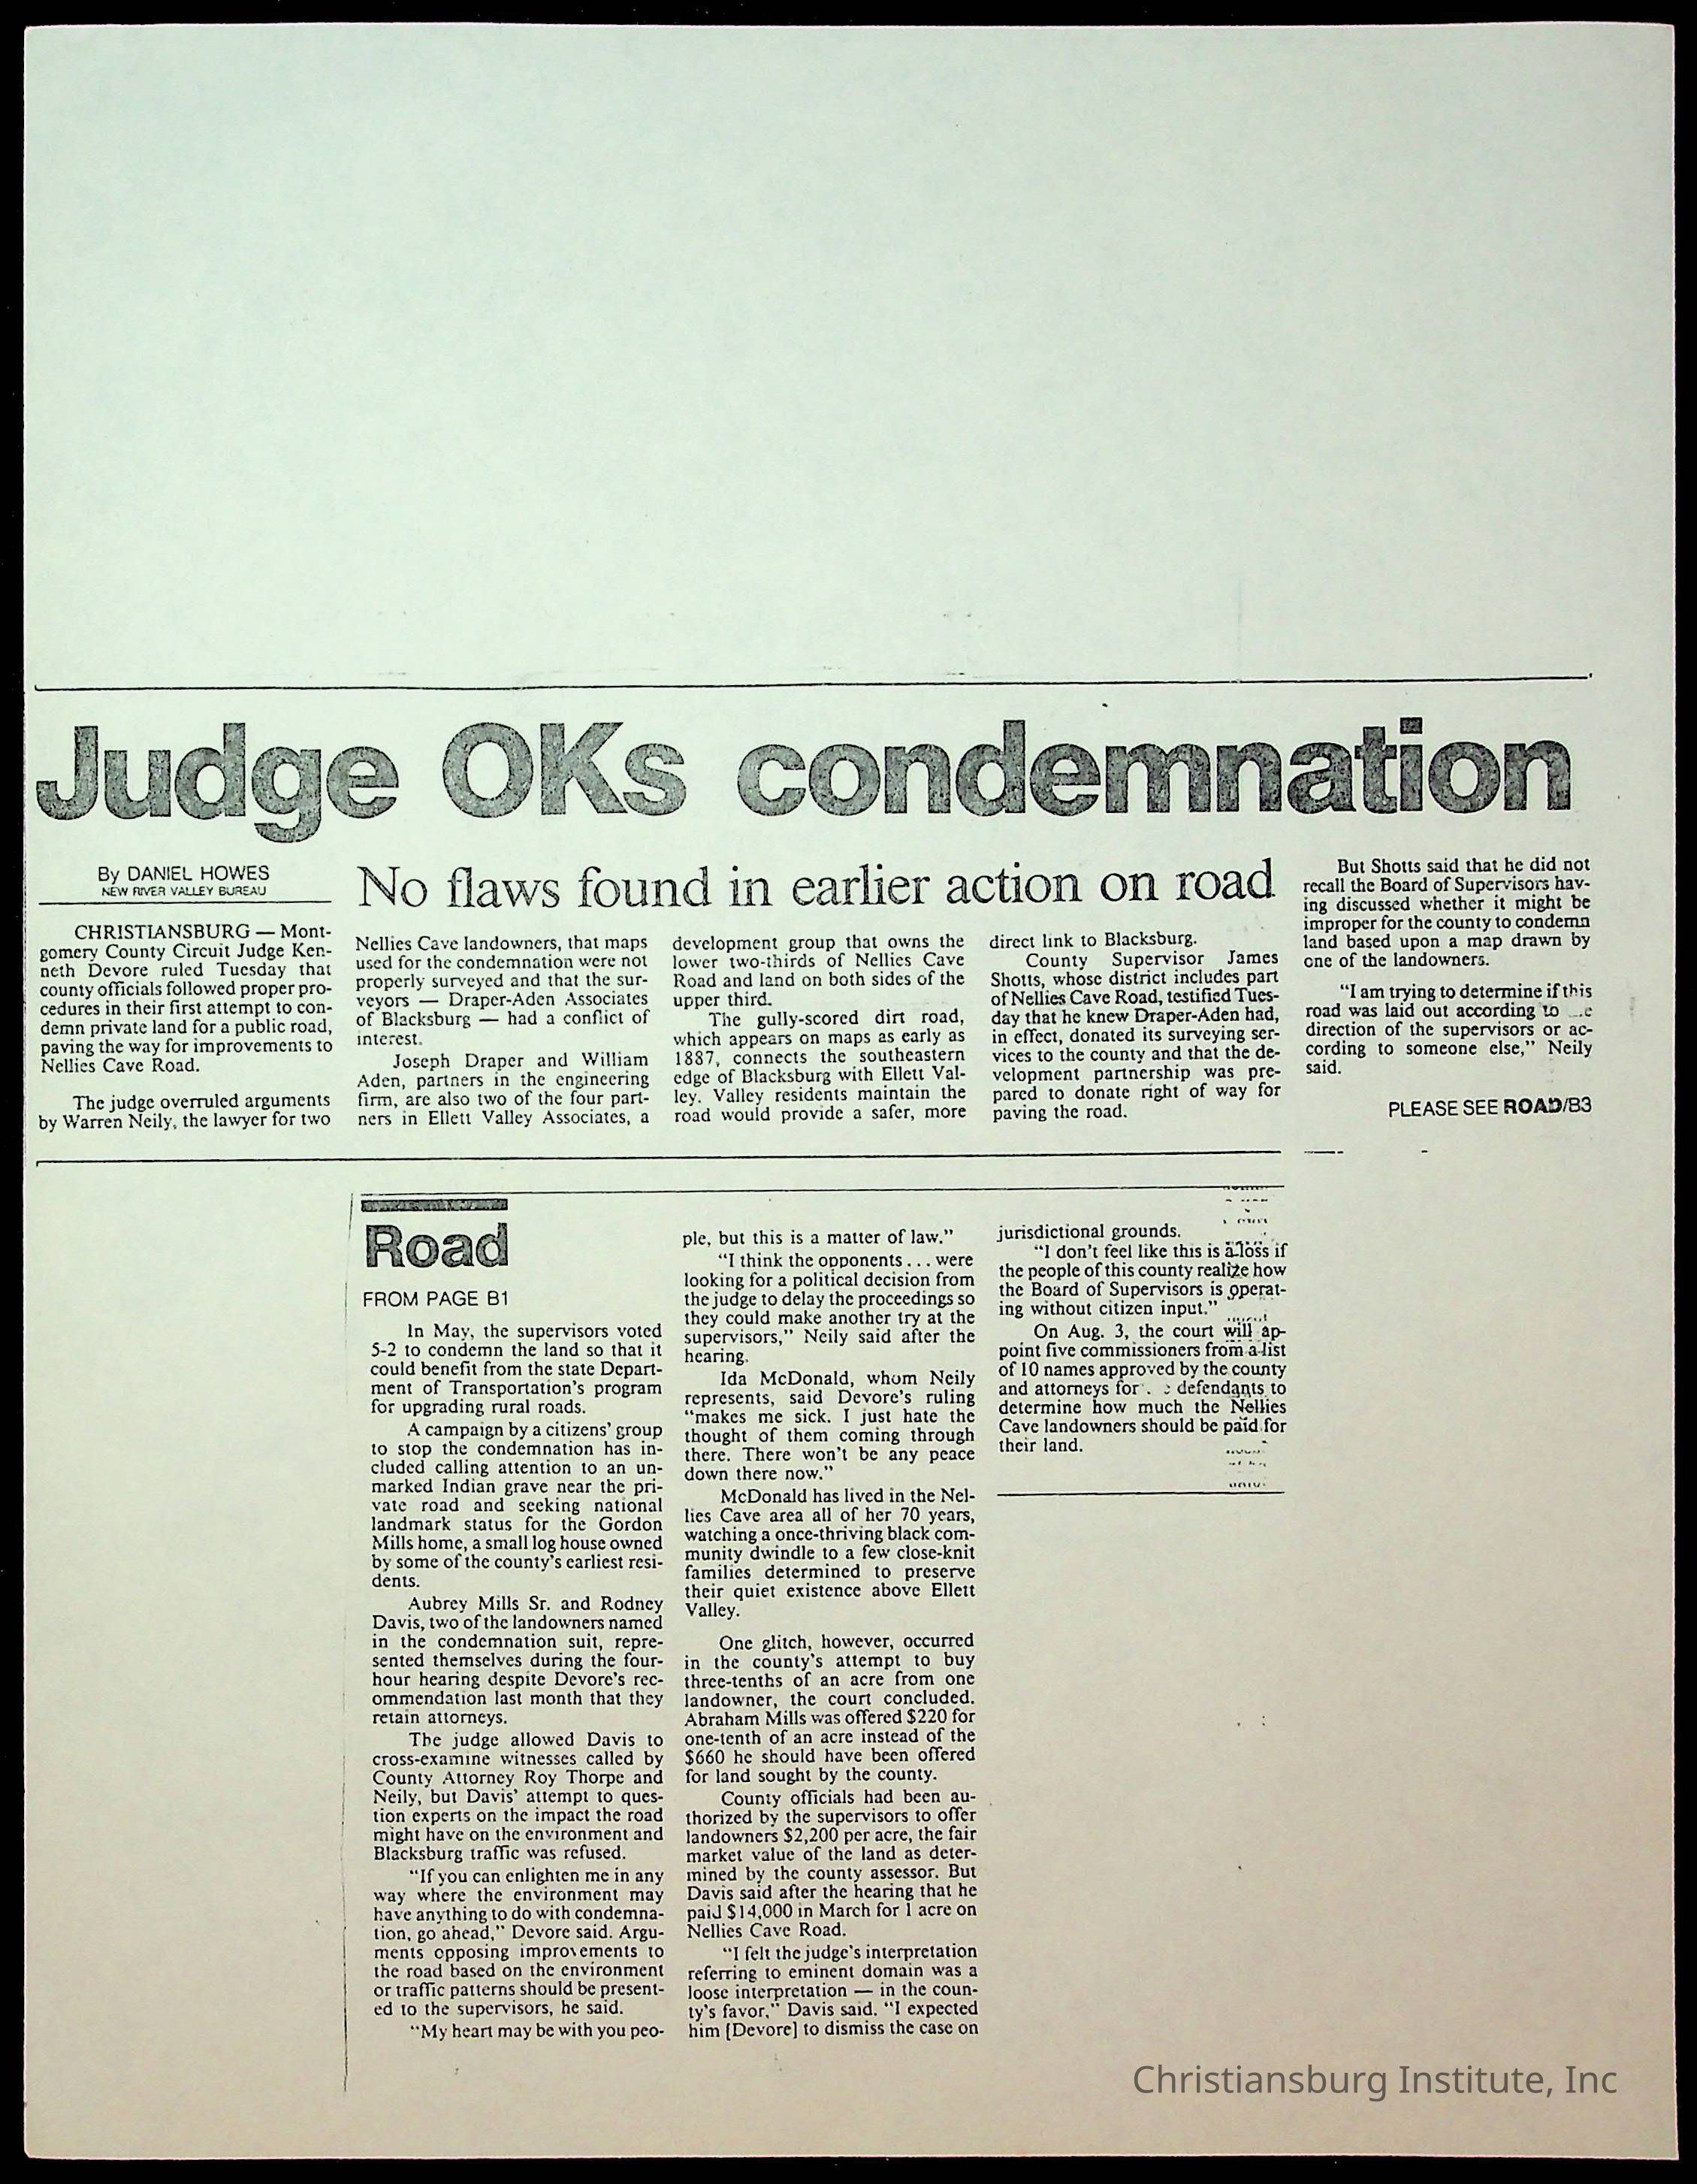 Judge OKs condemnation
By DANIEL HOWES
NEW RIVER VALLEY BUREAU
No flaws found in earlier action on road
CHRISTIANSBURG — Mont-
gomery County Circuit Judge Ken-
neth Devore ruled Tuesday that
county officials followed proper pro-
cedures in their first attempt to con-
demn private land for a public road,
paving the way for improvements to
Nellies Cave Road.
The judge overruled arguments
by Warren Neily, the lawyer for two
Nellies Cave landowners, that maps
used for the condemnation were not
properly surveyed and that the sur-
veyors — Draper-Aden Associates
of Blacksburg — had a conflict of
interest.
Joseph Draper and William
Aden, partners in the engineering
firm, are also two of the four part-
ners in Ellett Valley Associates, a
development group that owns the
lower two-thirds of Nellies Cave
Road and land on both sides of the
upper third.
The gully-scored dirt road,
which appears on maps as early as
1887, connects the southeastern
edge of Blacksburg with Ellett Val-
ley. Valley residents maintain the
road would provide a safer, more
direct link to Blacksburg.
County Supervisor James
Shotts, whose district includes part
of Nellies Cave Road, testified Tues-
day that he knew Draper-Aden had,
in effect, donated its surveying ser-
vices to the county and that the de-
velopment partnership was pre-
pared to donate right of way for
paving the road.
But Shotts said that he did not
recall the Board of Supervisors hav-
ing discussed whether it might be
improper for the county to condemn
land based upon a map drawn by
one of the landowners.
"I am trying to determine if this
road was laid out according to
direction of the supervisors or ac-
cording to someone else," Neily
said.
PLEASE SEE ROAD/B3
Road
FROM PAGE B1
In May, the supervisors voted
5-2 to condemn the land so that it
could benefit from the state Depart-
ment of Transportation's program
for upgrading rural roads.
A campaign by a citizens' group
to stop the condemnation has in-
cluded calling attention to an un-
marked Indian grave near the pri-
vate road and seeking national
landmark status for the Gordon
Mills home, a small log house owned
by some of the county's earliest resi-
dents.
Aubrey Mills Sr. and Rodney
Davis, two of the landowners named
in the condemnation suit, repre-
sented themselves during the four-
hour hearing despite Devore's rec-
ommendation last month that they
retain attorneys.
The judge allowed Davis to
cross-examine witnesses called by
County Attorney Roy Thorpe and
Neily, but Davis' attempt to ques-
tion experts on the impact the road
might have on the environment and
Blacksburg traffic was refused.
"If you can enlighten me in any
way where the environment may
have anything to do with condemna-
tion, go ahead," Devore said. Argu-
ments opposing improvements to
the road based on the environment
or traffic patterns should be present-
ed to the supervisors, he said.
"My heart may be with you peo-
ple, but this is a matter of law."
"I think the opponents . . . were
looking for a political decision from
the judge to delay the proceedings so
they could make another try at the
supervisors," Neily said after the
hearing.
Ida McDonald, whom Neily
represents, said Devore's ruling
"makes me sick. I just hate the
thought of them coming through
there. There won't be any peace
down there now."
McDonald has lived in the Nel-
lies Cave area all of her 70 years,
watching a once-thriving black com-
munity dwindle to a few close-knit
families determined to preserve
their quiet existence above Ellett
Valley.
One glitch, however, occurred
in the county's attempt to buy
three-tenths of an acre from one
landowner, the court concluded.
Abraham Mills was offered $220 for
one-tenth of an acre instead of the
$660 he should have been offered
for land sought by the county.
County officials had been au-
thorized by the supervisors to offer
landowners $2,200 per acre, the fair
market value of the land as deter-
mined by the county assessor. But
Davis said after the hearing that he
paid $14,000 in March for 1 acre on
Nellies Cave Road.
"I felt the judge's interpretation
referring to eminent domain was a
loose interpretation — in the coun-
ty's favor," Davis said. "I expected
him [Devore] to dismiss the case on
jurisdictional grounds.
"I don't feel like this is a loss if
the people of this county realize how
the Board of Supervisors is operat-
ing without citizen input."
On Aug. 3, the court will ap-
point five commissioners from a list
of 10 names approved by the county
and attorneys for defendants to
determine how much the Nellies
Cave landowners should be paid for
their land.
Christiansburg Institute, Inc